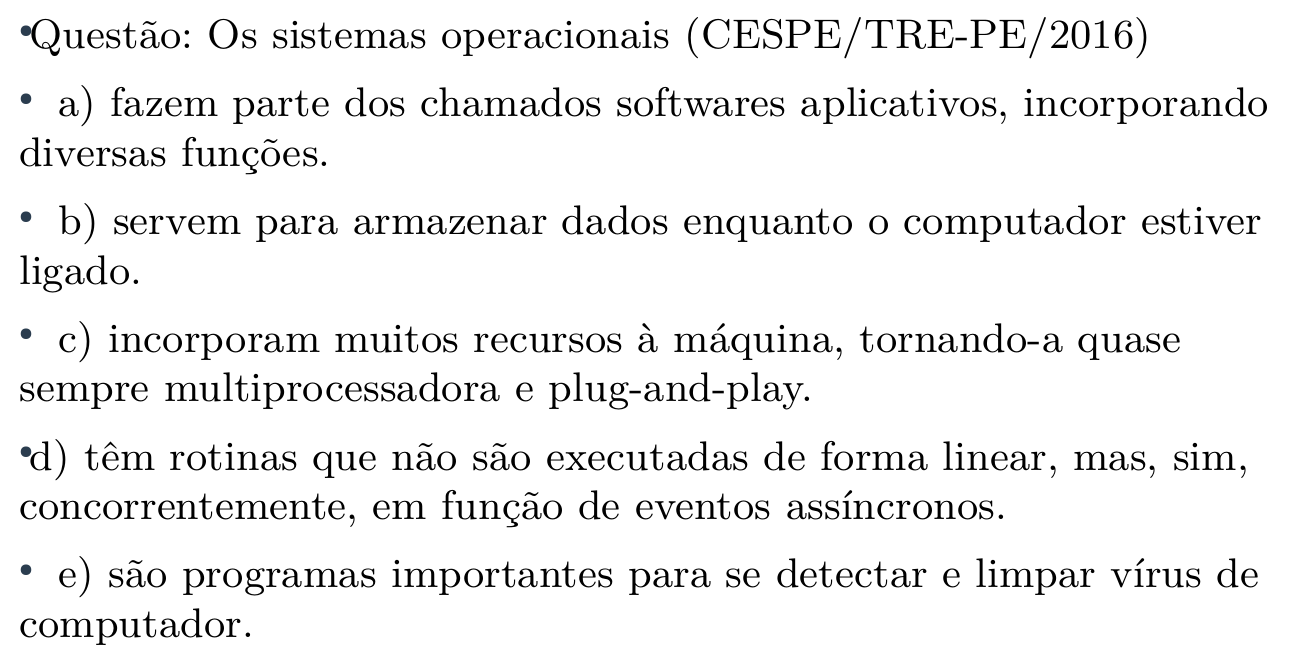 •Questão: Os sistemas operacionais (CESPE/TRE-PE/2016)
• a) fazem parte dos chamados softwares aplicativos, incorporando
diversas funções.
• b) servem para armazenar dados enquanto o computador estiver
ligado.
• c) incorporam muitos recursos à máquina, tornando-a quase
sempre multiprocessadora e plug-and-play.
•d) têm rotinas que não são executadas de forma linear, mas, sim,
concorrentemente, em função de eventos assíncronos.
• e) são programas importantes para se detectar e limpar vírus de
computador.